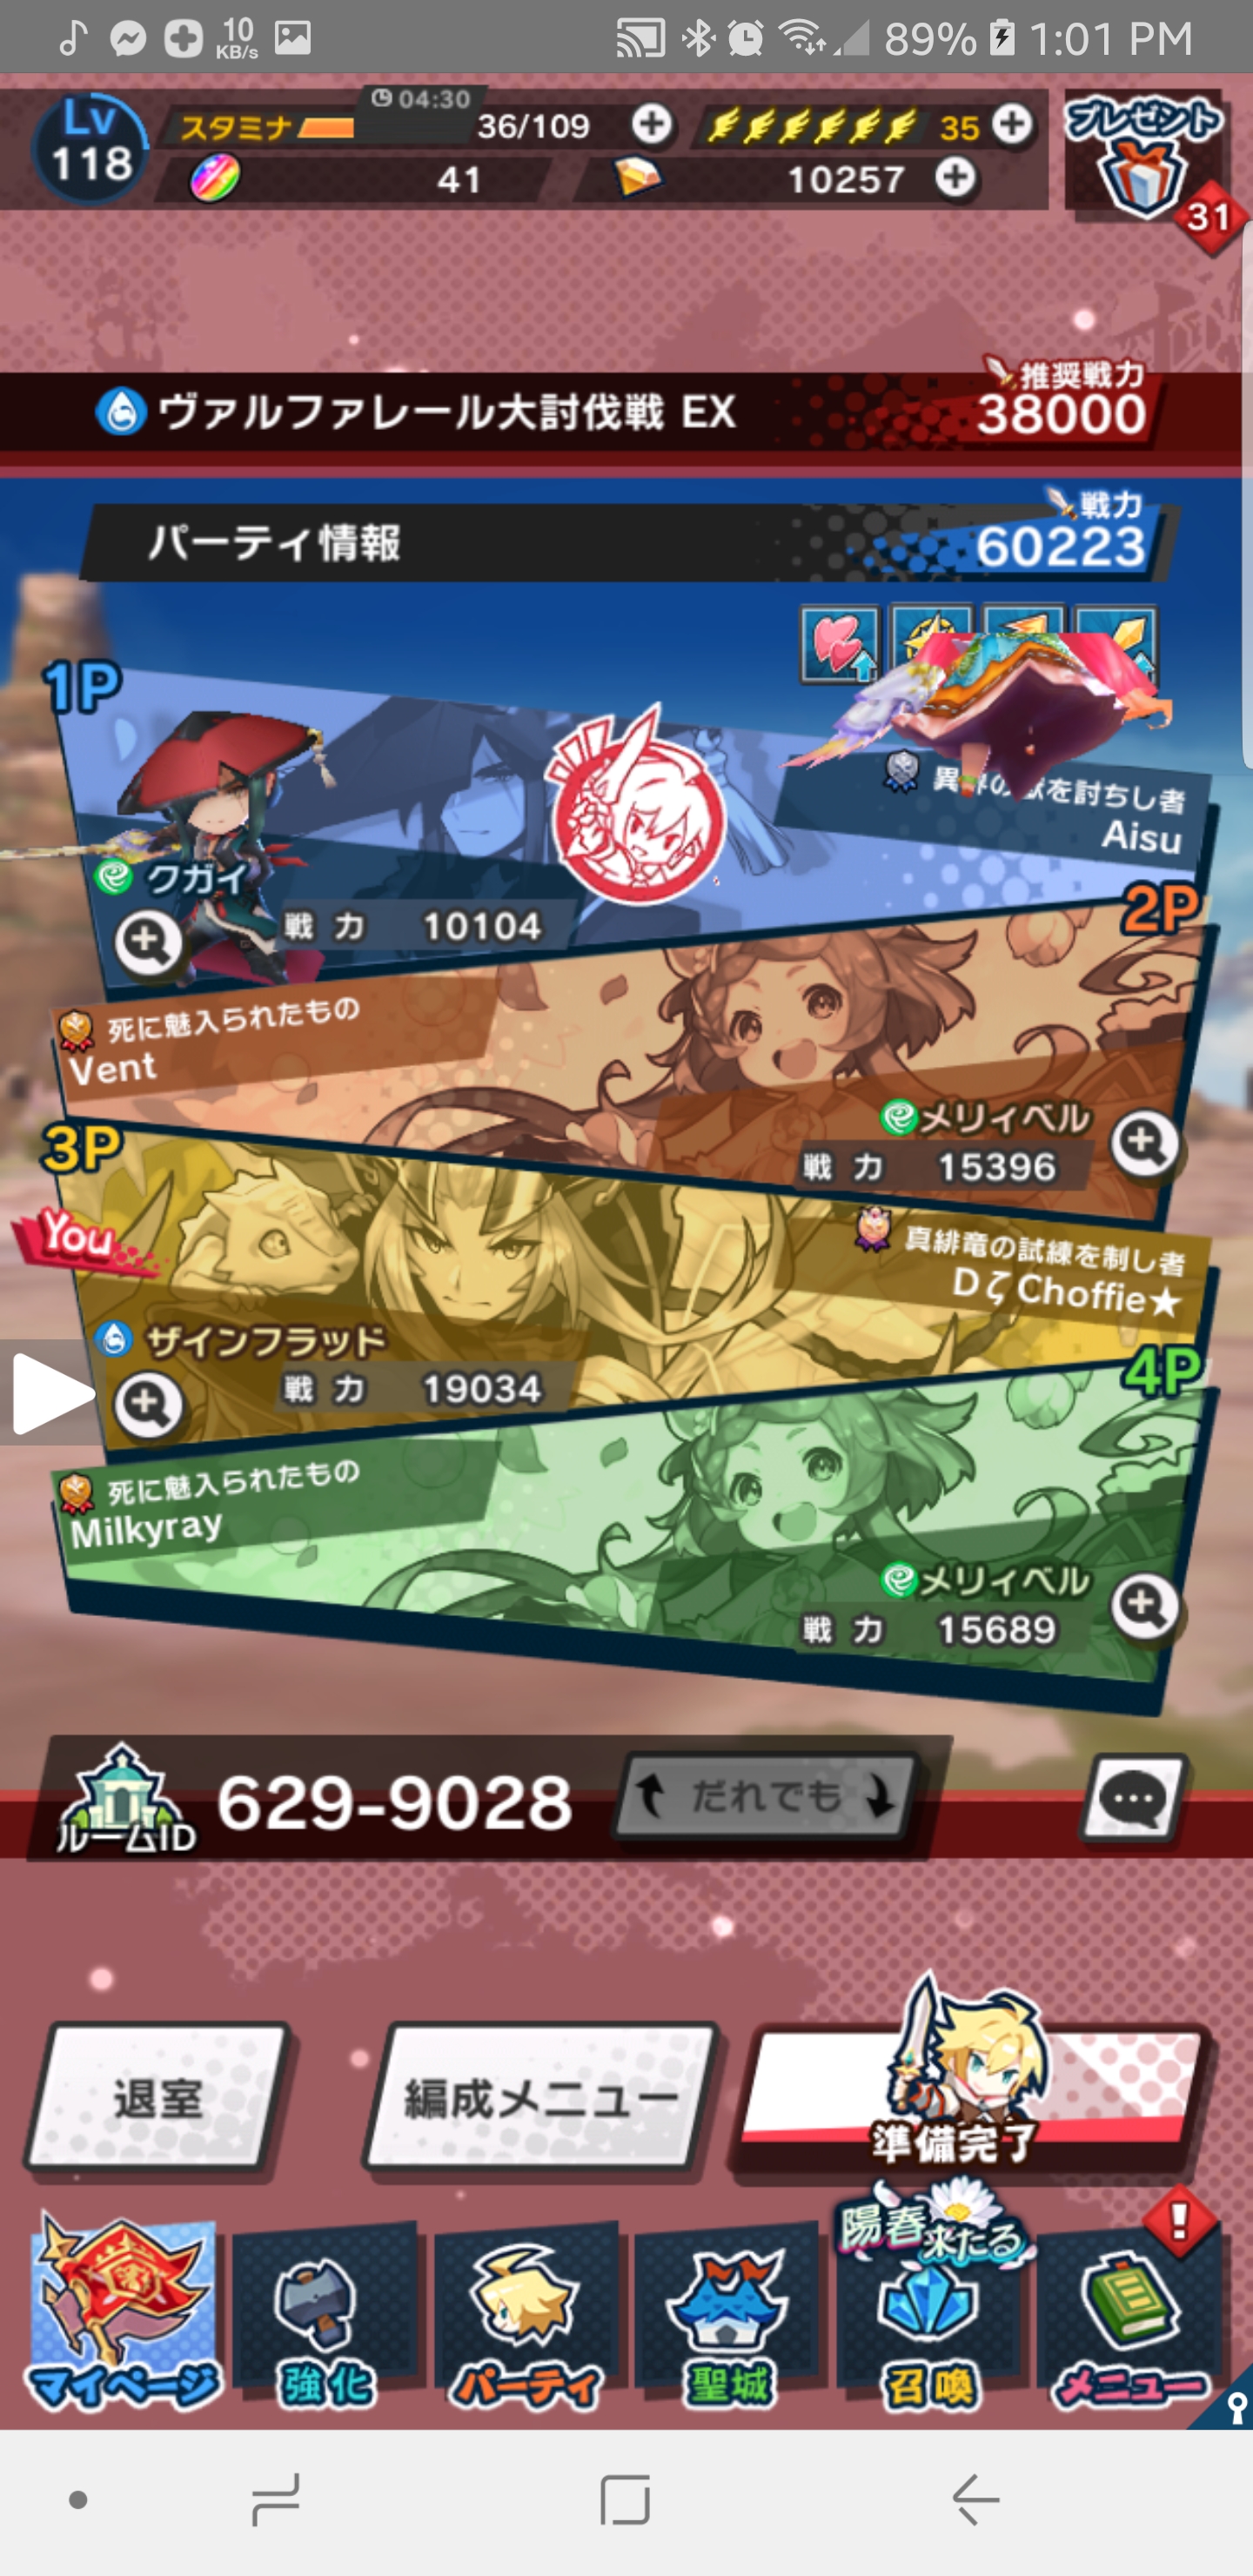 10
KB/s
89%
1:01 PM
Lv
118
スタミナ
04:30
36/109
35
41
10257
プレゼント
31
推奨戦力
ヴァルファレール大討伐戦 EX
38000
戦力
パーティ情報
60223
1P
を討ちし者
Aisu
クガイ
戦力 10104
2P
死に魅入られたもの
Vent
メリィベル
戦力 15396
3P
You
真緋竜の試練を制し者
Dζ Choffie★
ザインフラッド
戦力 19034
4P
死に魅入られたもの
Milkyray
メリィベル
戦力 15689
ルームID
629-9028
だれでも
退室
編成メニュー
準備完了
陽春来たる
マイページ
強化
パーティ
聖城
召喚
メニュー